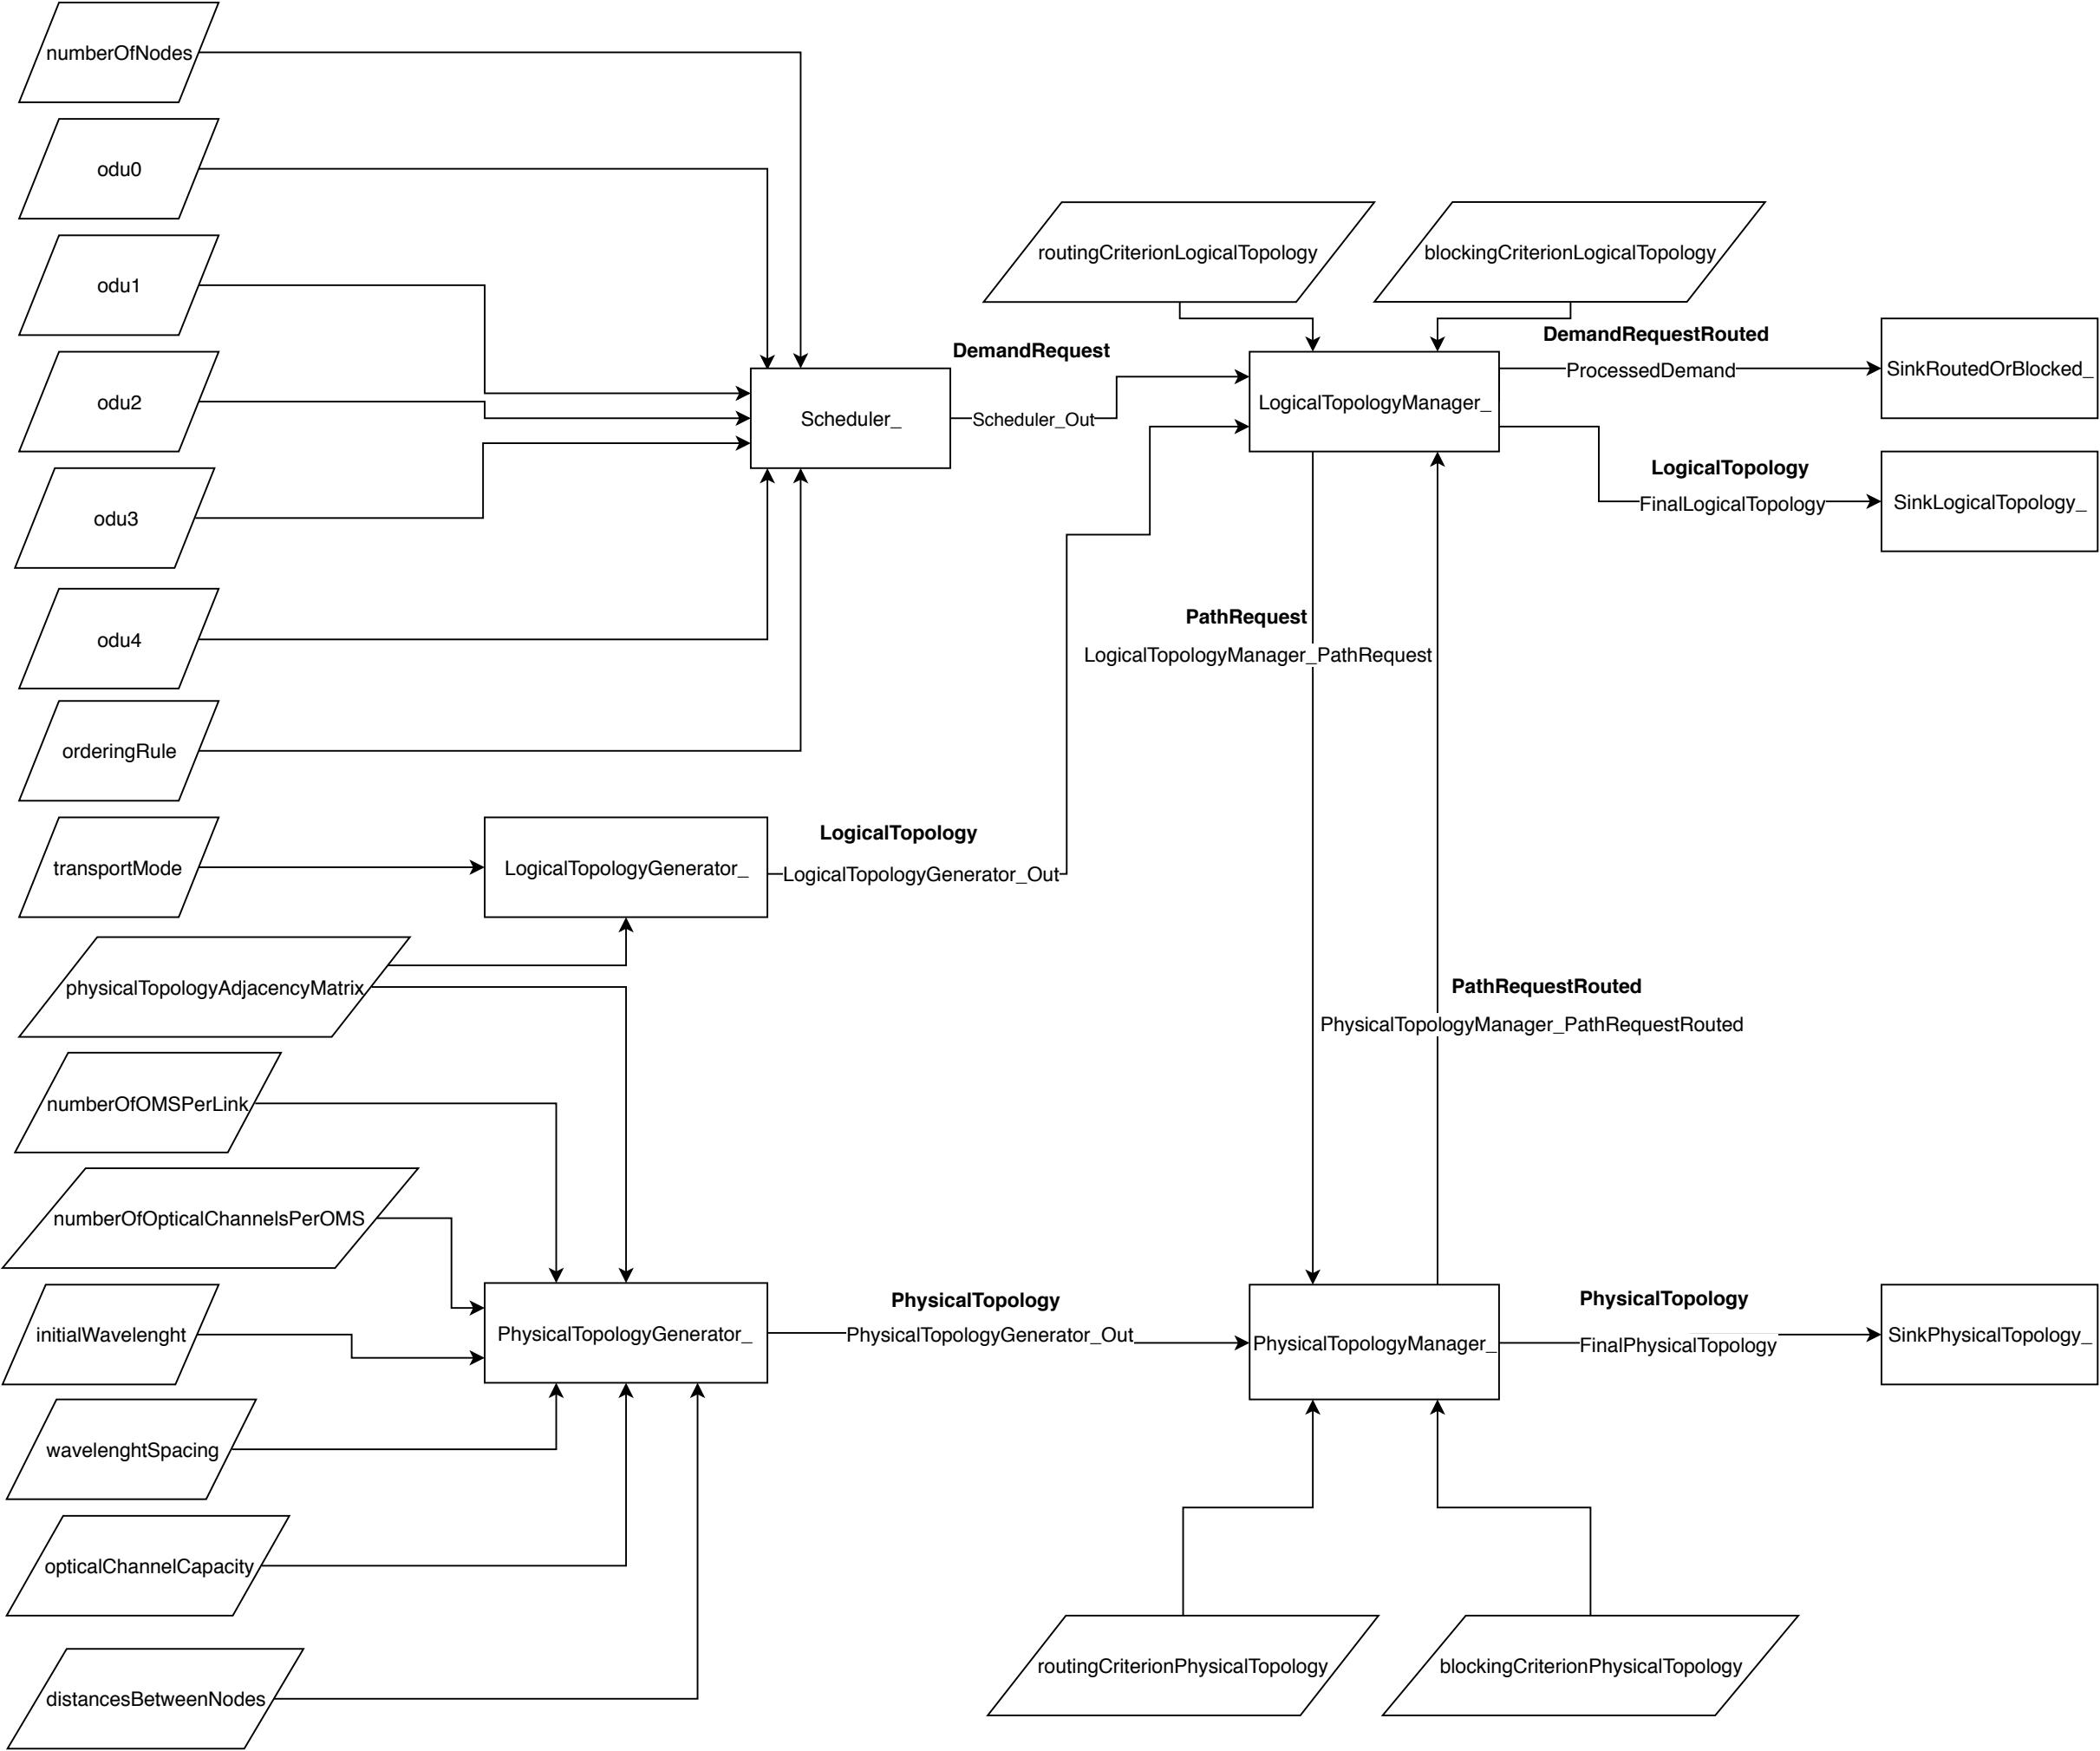 numberOfNodes
odu0
odu1
odu2
odu3
odu4
orderingRule
transportMode
physicalTopologyAdjacencyMatrix
numberOfOMSPerLink
numberOfOpticalChannelsPerOMS
initialWavelenght
wavelenghtSpacing
opticalChannelCapacity
distancesBetweenNodes
Scheduler_
LogicalTopologyGenerator_
PhysicalTopologyGenerator_
DemandRequest
Scheduler_Out
LogicalTopology
LogicalTopologyGenerator_Out
PhysicalTopology
PhysicalTopologyGenerator_Out
routingCriterionLogicalTopology
blockingCriterionLogicalTopology
LogicalTopologyManager_
PathRequest
LogicalTopologyManager_PathRequest
PathRequestRouted
PhysicalTopologyManager_PathRequestRouted
PhysicalTopologyManager_
routingCriterionPhysicalTopology
blockingCriterionPhysicalTopology
DemandRequestRouted
ProcessedDemand
SinkRoutedOrBlocked_
LogicalTopology
FinalLogicalTopology
SinkLogicalTopology_
PhysicalTopology
FinalPhysicalTopology
SinkPhysicalTopology_